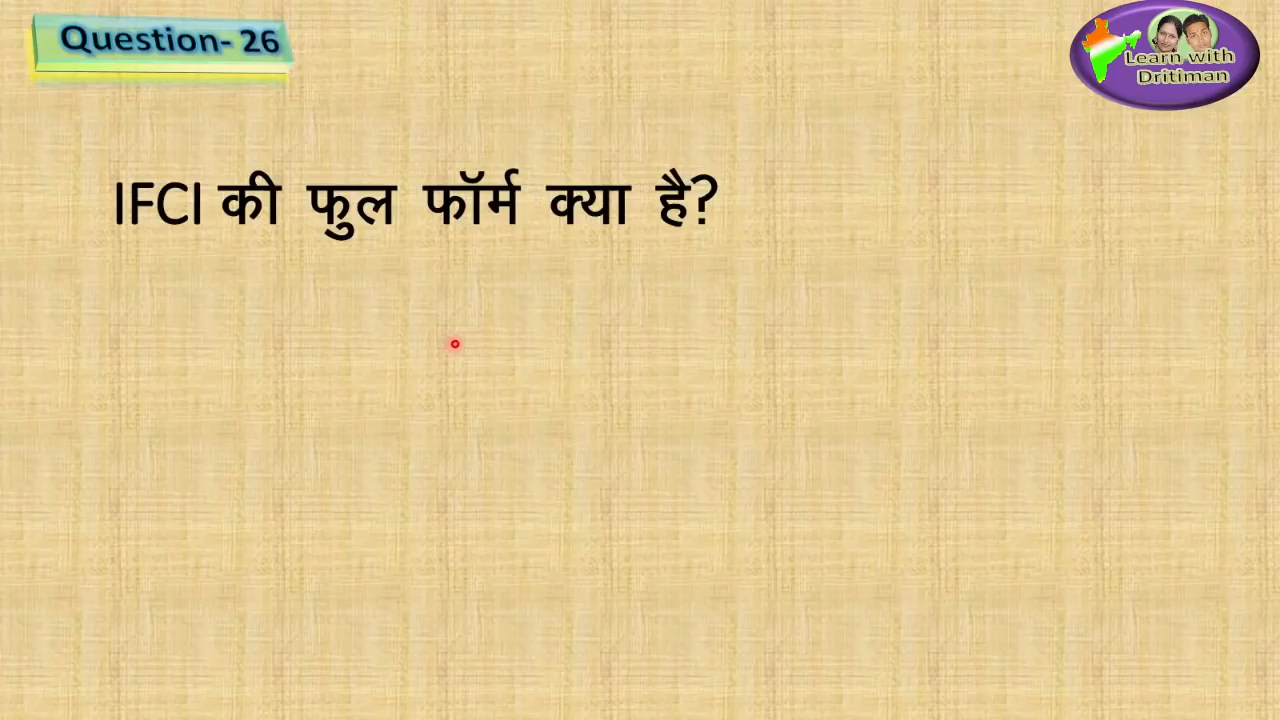 Question- 26
Learn with
Dritiman
IFCI की फुल फॉर्म क्या है?